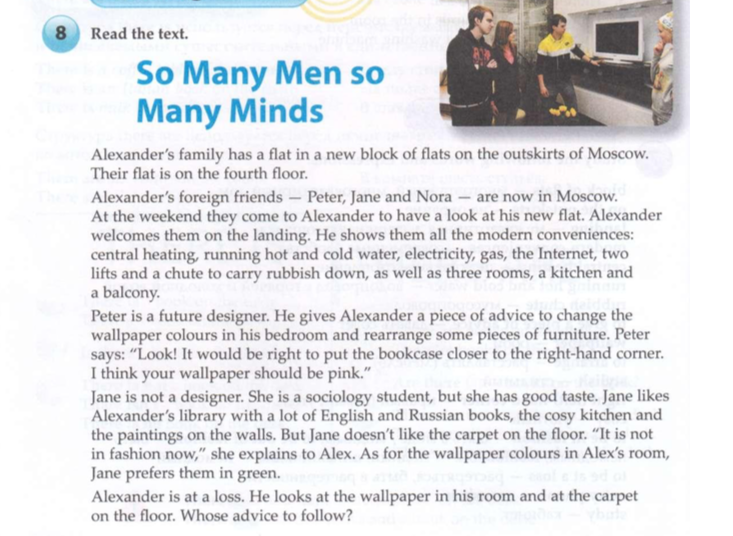 8 Read the text.
So Many Men so
Many Minds
Alexander's family has a flat in a new block of flats on the outskirts of Moscow.
Their flat is on the fourth floor.
Alexander's foreign friends — Peter, Jane and Nora — are now in Moscow.
At the weekend they come to Alexander to have a look at his new flat. Alexander
welcomes them on the landing. He shows them all the modern conveniences:
central heating, running hot and cold water, electricity, gas, the Internet, two
lifts and a chute to carry rubbish down, as well as three rooms, a kitchen and
a balcony.
Peter is a future designer. He gives Alexander a piece of advice to change the
wallpaper colours in his bedroom and rearrange some pieces of furniture. Peter
says: “Look! It would be right to put the bookcase closer to the right-hand corner.
I think your wallpaper should be pink.”
Jane is not a designer. She is a sociology student, but she has good taste. Jane likes
Alexander's library with a lot of English and Russian books, the cosy kitchen and
the paintings on the walls. But Jane doesn't like the carpet on the floor. “It is not
in fashion now,” she explains to Alex. As for the wallpaper colours in Alex's room,
Jane prefers them in green.
Alexander is at a loss. He looks at the wallpaper in his room and at the carpet
on the floor. Whose advice to follow?